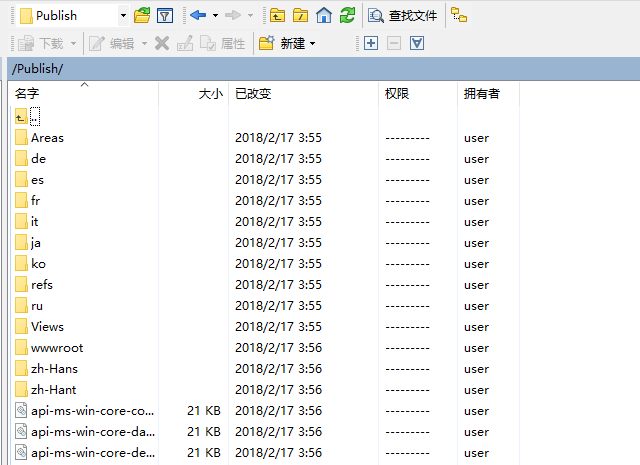 Publish 查找文件
下载 编辑 属性 新建
/Publish/
名字 大小 已改变 权限 拥有者
..
Areas 2018/2/17 3:55 --------- user
de 2018/2/17 3:55 --------- user
es 2018/2/17 3:55 --------- user
fr 2018/2/17 3:55 --------- user
it 2018/2/17 3:55 --------- user
ja 2018/2/17 3:55 --------- user
ko 2018/2/17 3:55 --------- user
refs 2018/2/17 3:55 --------- user
ru 2018/2/17 3:55 --------- user
Views 2018/2/17 3:55 --------- user
wwwroot 2018/2/17 3:56 --------- user
zh-Hans 2018/2/17 3:56 --------- user
zh-Hant 2018/2/17 3:56 --------- user
api-ms-win-core-co... 21 KB 2018/2/17 3:56 --------- user
api-ms-win-core-da... 21 KB 2018/2/17 3:56 --------- user
api-ms-win-core-de... 21 KB 2018/2/17 3:56 --------- user